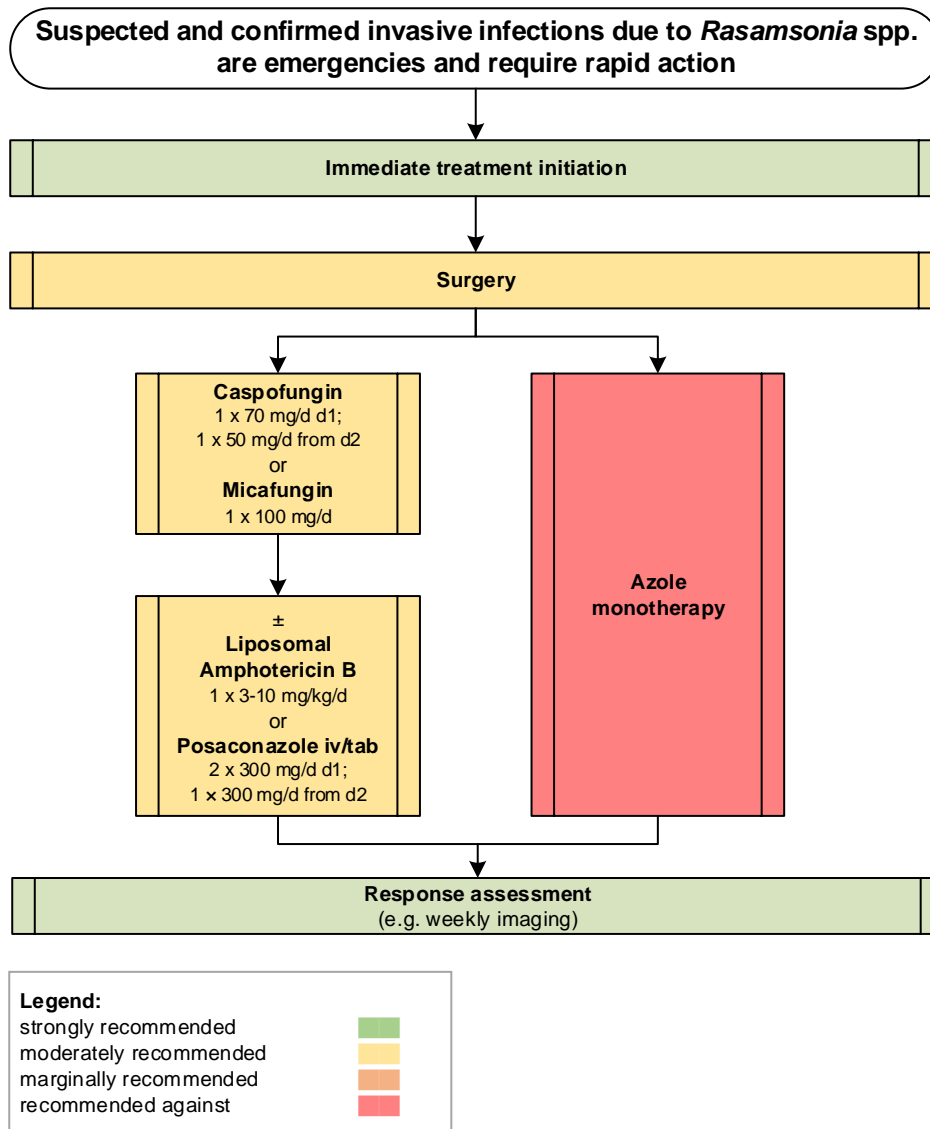 Suspected and confirmed invasive infections due to Rasamsonia spp.
are emergencies and require rapid action
Immediate treatment initiation
Surgery
Caspofungin
1 x 70 mg/d d1;
1 x 50 mg/d from d2
or
Micafungin
1 x 100 mg/d
±
Liposomal
Amphotericin B
1 x 3-10 mg/kg/d
or
Posaconazole iv/tab
2 x 300 mg/d d1;
1 × 300 mg/d from d2
Azole
monotherapy
Response assessment
(e.g. weekly imaging)
Legend:
strongly recommended
moderately recommended
marginally recommended
recommended against